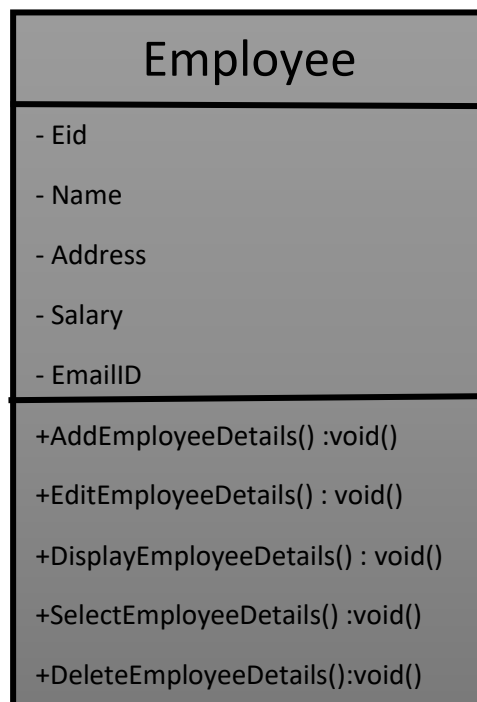 Employee
- Eid
- Name
- Address
- Salary
- EmailID
+AddEmployeeDetails() :void()
+EditEmployeeDetails() : void()
+DisplayEmployeeDetails() : void()
+SelectEmployeeDetails() :void()
+DeleteEmployeeDetails():void()